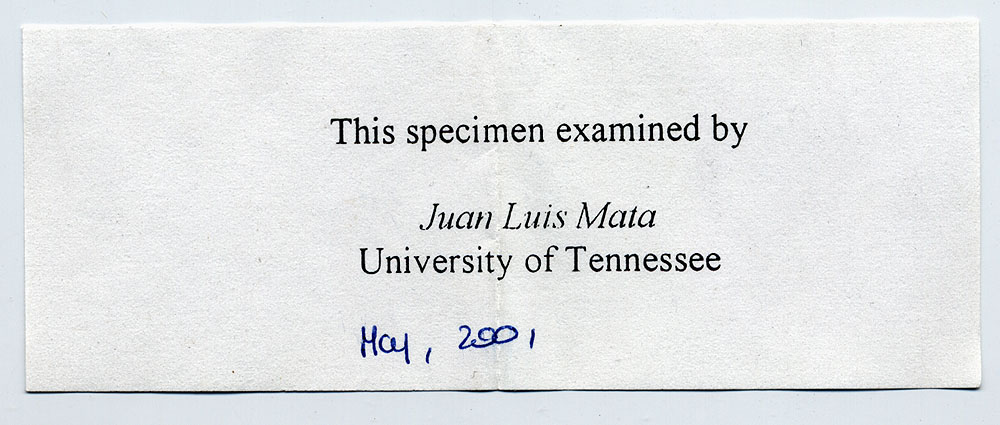 This specimen examined by
Juan Luis Mata
University of Tennessee
May, 2001